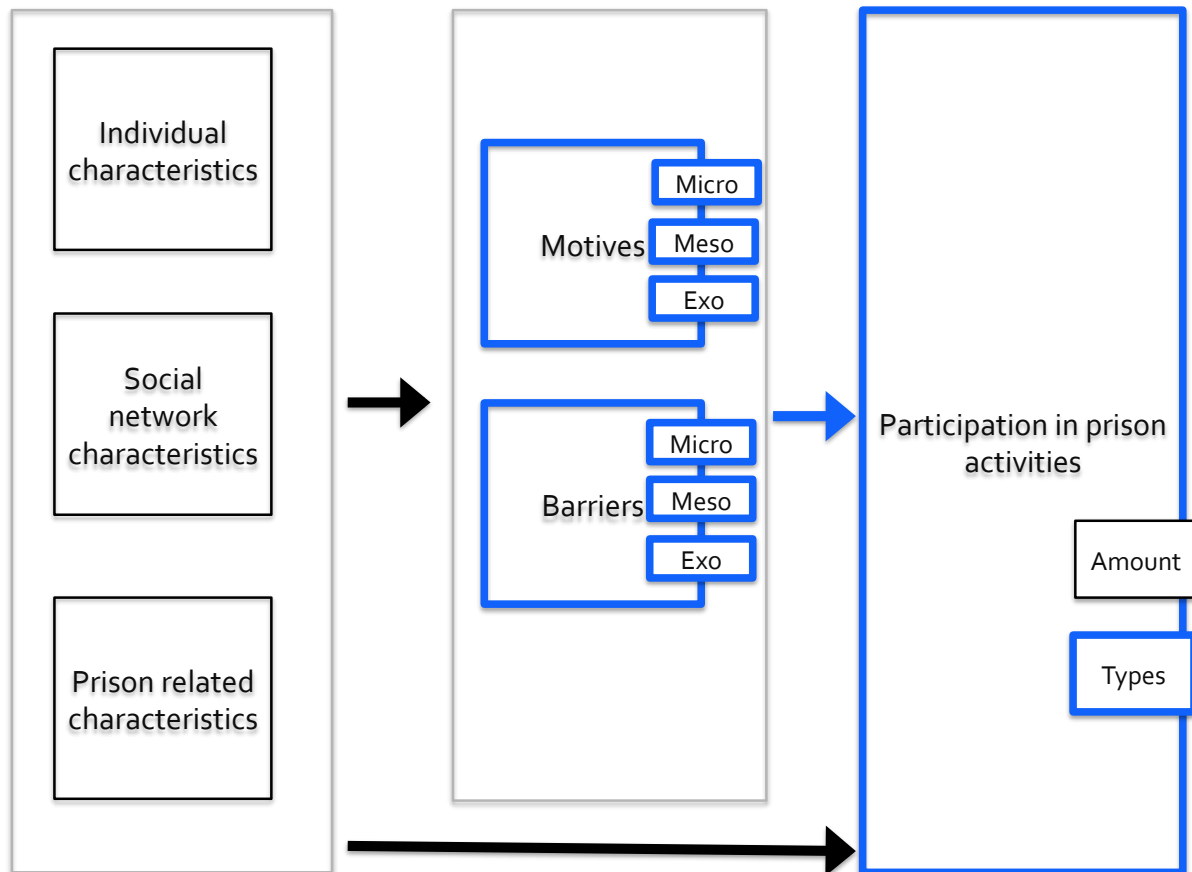 Individual
characteristics
Social
network
characteristics
Prison related
characteristics
Motives
Micro
Meso
Exo
Barriers
Micro
Meso
Exo
Participation in prison
activities
Amount
Types